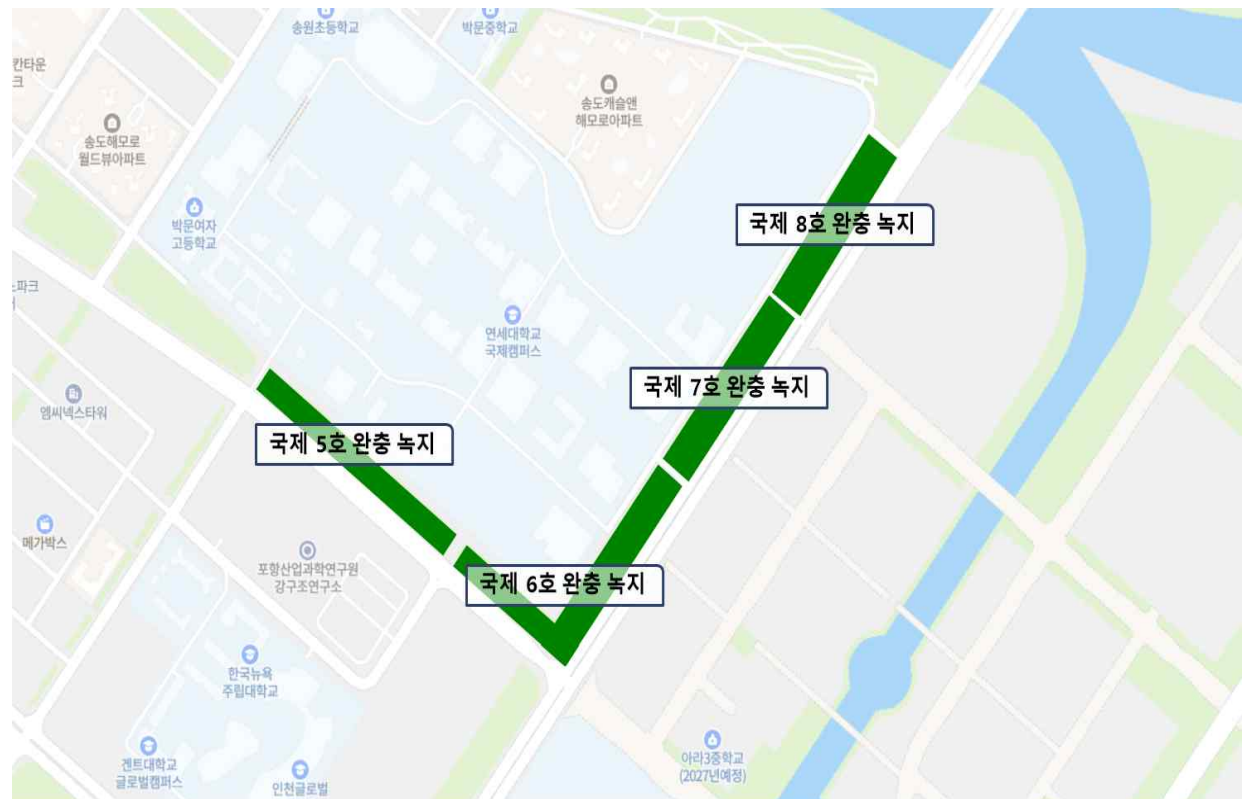 송원초등학교
박문중학교
칸타운
크
송도캐슬앤
해모로아파트
송도해모로
월드뷰아파트
박문여자
고등학교
국제 8호 완충 녹지
스파크
연세대학교
국제캠퍼스
국제 7호 완충 녹지
엠씨넥스타워
국제 5호 완충 녹지
메가박스
포항산업과학연구원
강구조연구소
국제 6호 완충 녹지
한국뉴욕
주립대학교
겐트대학교
글로벌캠퍼스
인천글로벌
아라3중학교
(2027년예정)